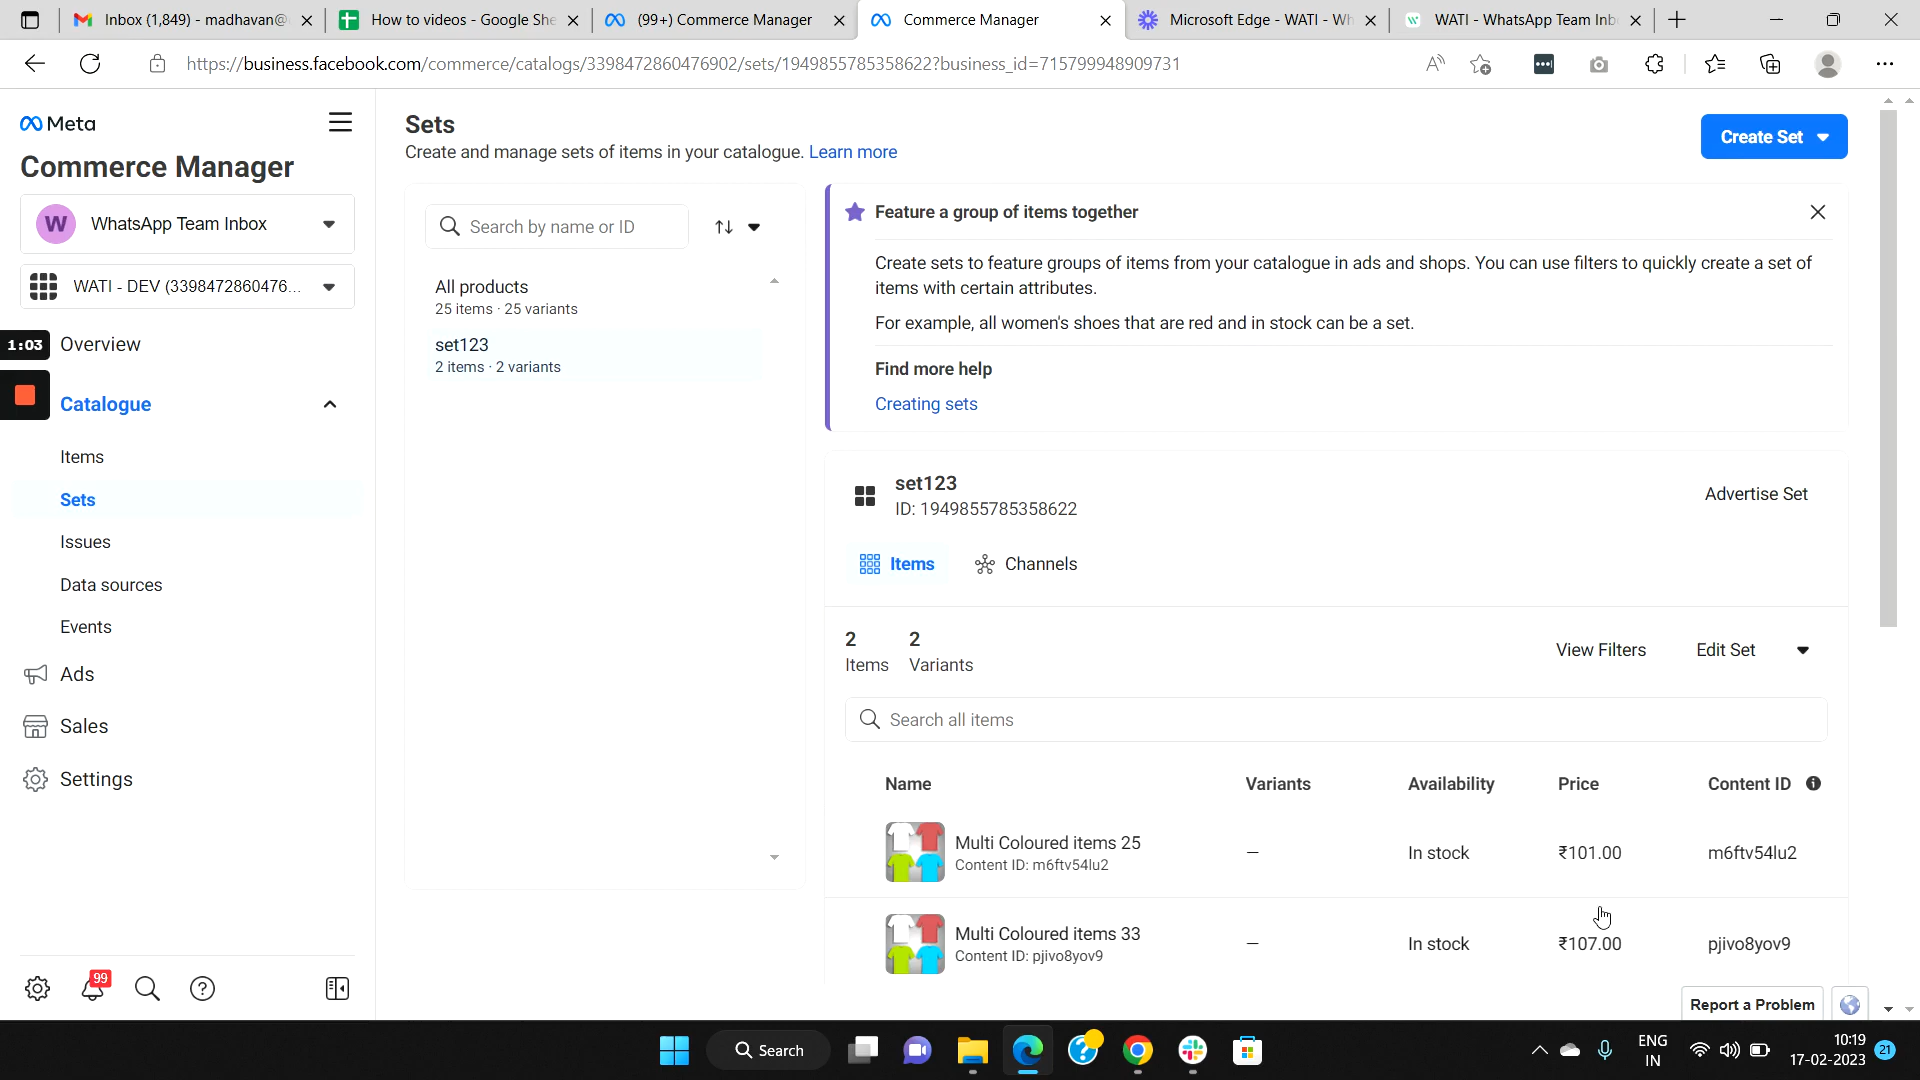 Inbox (1,849) - madhavan@
How to videos - Google She
(99+) Commerce Manager
Commerce Manager
Microsoft Edge - WATI - Wh
WATI - WhatsApp Team Inb
https://business.facebook.com/commerce/catalogs/3398472860476902/sets/1949855785358622?business_id=715799948909731
Meta
Commerce Manager
W
WhatsApp Team Inbox
WATI - DEV (33984728604​76...
1:03
Overview
Catalogue
Items
Sets
Issues
Data sources
Events
Ads
Sales
Settings
99
Sets
Create and manage sets of items in your catalogue. Learn more
Create Set
Search by name or ID
All products
25 items · 25 variants
set123
2 items · 2 variants
Feature a group of items together
Create sets to feature groups of items from your catalogue in ads and shops. You can use filters to quickly create a set of
items with certain attributes.
For example, all women's shoes that are red and in stock can be a set.
Find more help
Creating sets
set123
ID: 1949855785358622
Advertise Set
Items
Channels
2
2
Items
Variants
View Filters
Edit Set
Search all items
Name
Variants
Availability
Price
Content ID
Multi Coloured items 25
Content ID: m6ftv54lu2
–
In stock
₹101.00
m6ftv54lu2
Multi Coloured items 33
Content ID: pjivo8yov9
–
In stock
₹107.00
pjivo8yov9
Report a Problem
Search
ENG
IN
10:19
17-02-2023
21